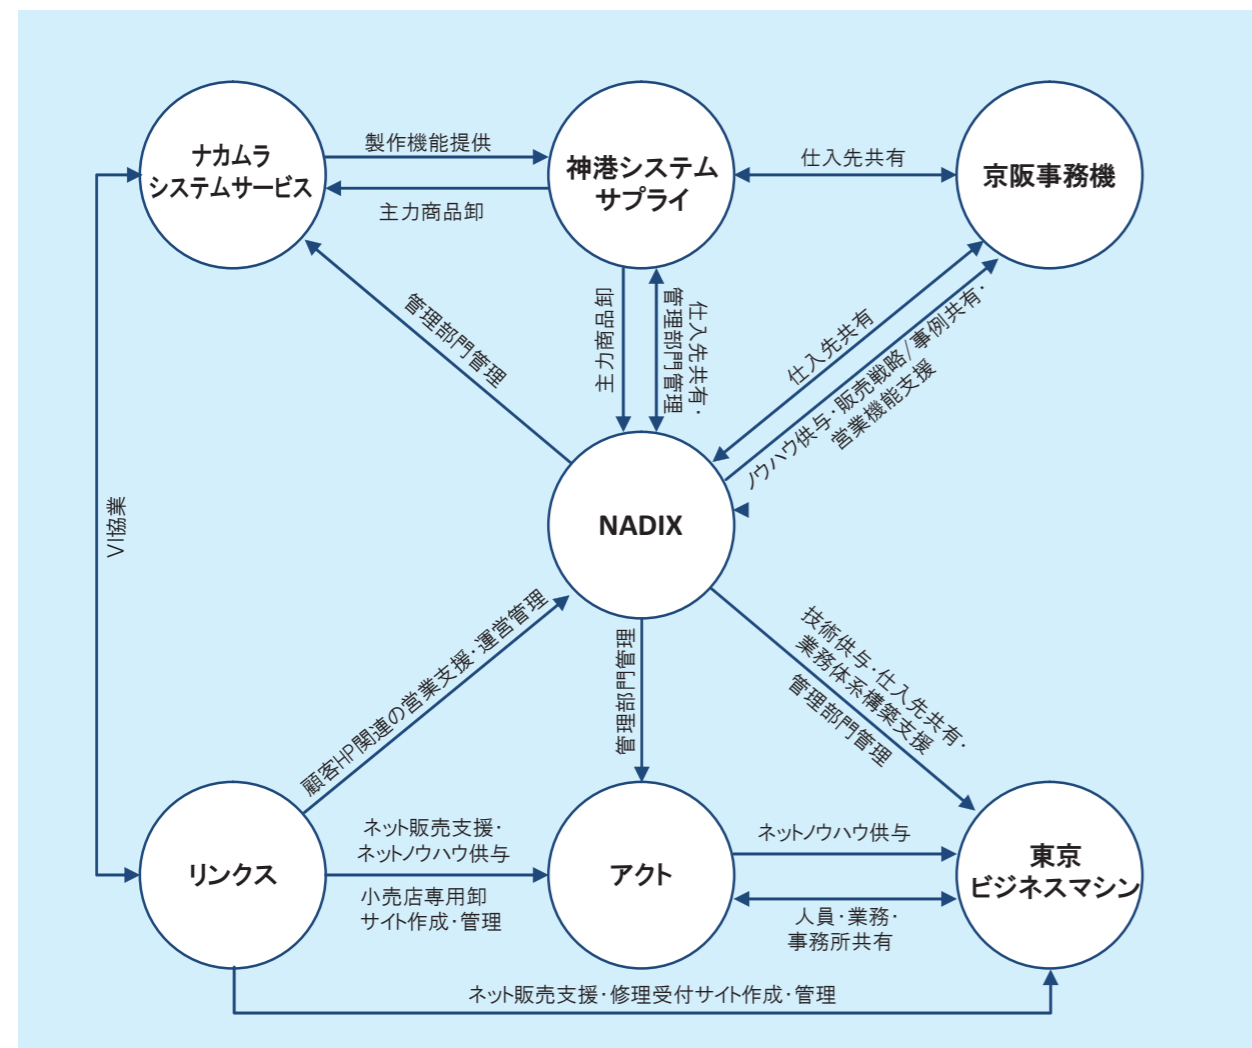 ナカムラ
システムサービス
製作機能提供
主力商品卸
神港システム
サプライ
仕入先共有
京阪事務機
管理部門管理
主力商品卸
仕入先共有・
管理部門管理
仕入先共有
ノウハウ供与・販売戦略/事例共有・
営業機能支援
VI協業
NADIX
顧客HP関連の営業支援・運営管理
管理部門管理
技術供与・仕入先共有・
業務体系構築支援
管理部門管理
リンクス
ネット販売支援・
ネットノウハウ供与
小売店専用卸
サイト作成・管理
アクト
ネットノウハウ供与
人員・業務・
事務所共有
東京
ビジネスマシン
ネット販売支援・修理受付サイト作成・管理